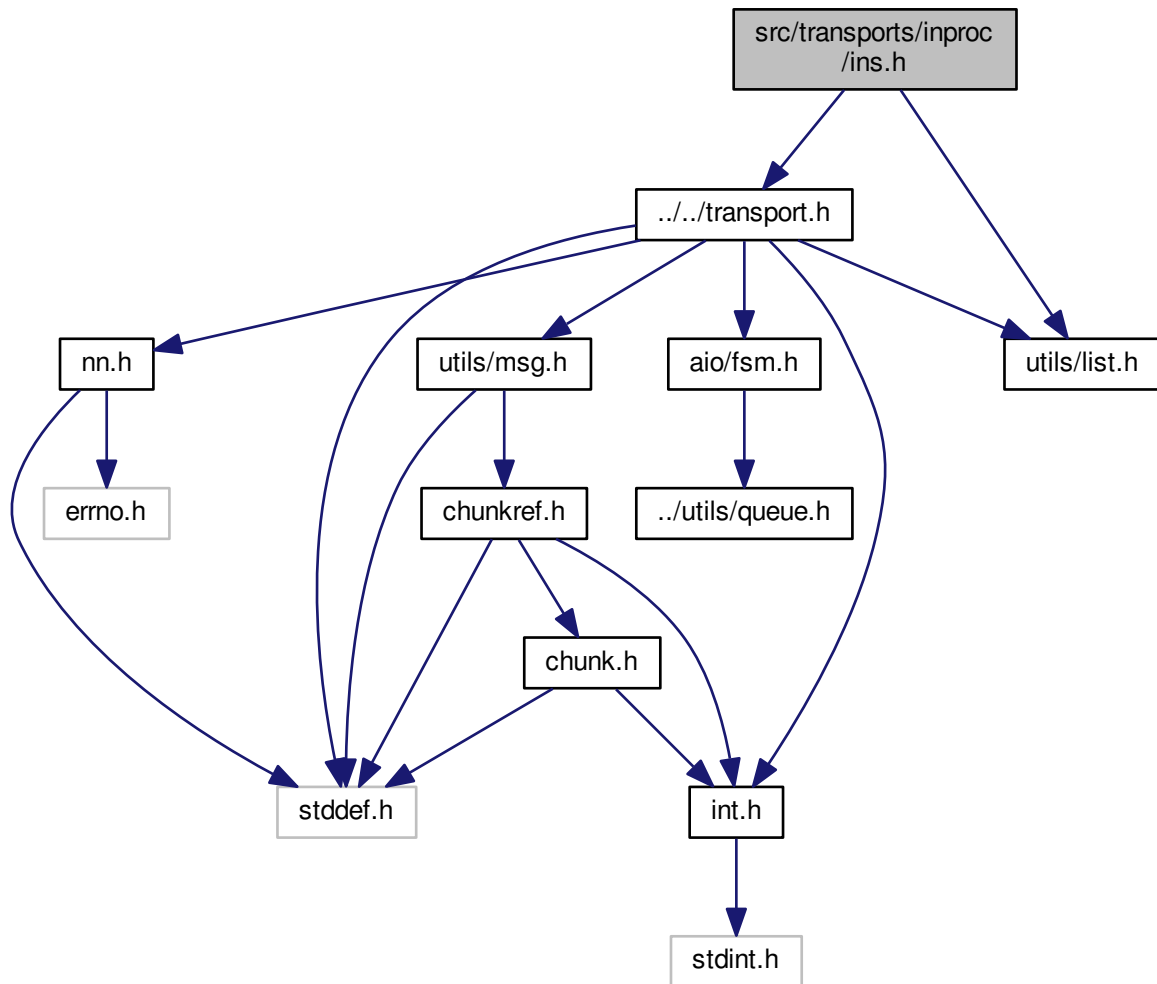 src/transports/inproc
/ins.h
../../transport.h
nn.h
utils/msg.h
aio/fsm.h
utils/list.h
errno.h
chunkref.h
../utils/queue.h
chunk.h
stddef.h
int.h
stdint.h